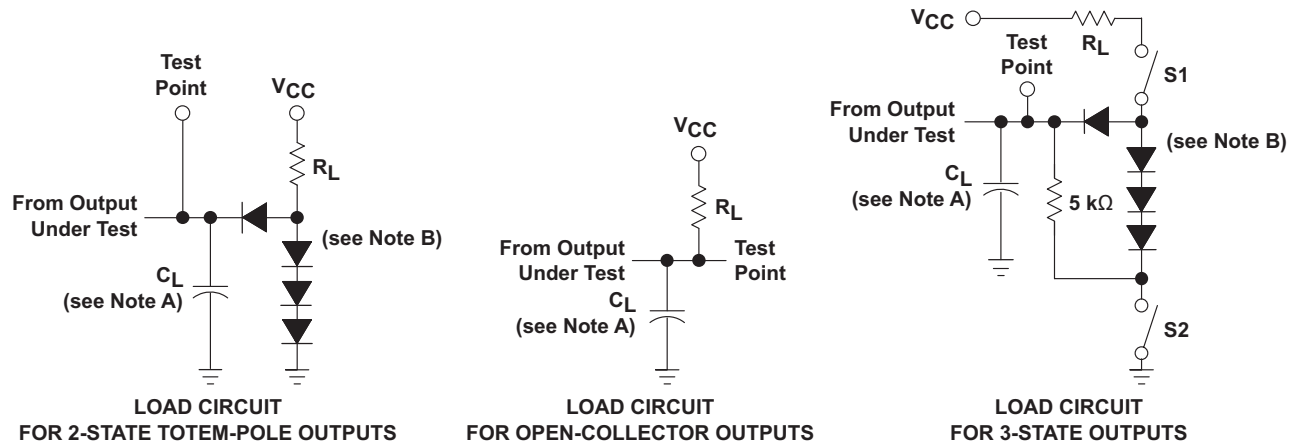 Test
Point
VCC
RL
From Output
Under Test
(see Note B)
CL
(see Note A)
LOAD CIRCUIT
FOR 2-STATE TOTEM-POLE OUTPUTS
VCC
RL
From Output
Under Test
Test
Point
CL
(see Note A)
LOAD CIRCUIT
FOR OPEN-COLLECTOR OUTPUTS
VCC
RL
Test
Point
S1
From Output
Under Test
(see Note B)
CL
(see Note A)
5 kΩ
S2
LOAD CIRCUIT
FOR 3-STATE OUTPUTS